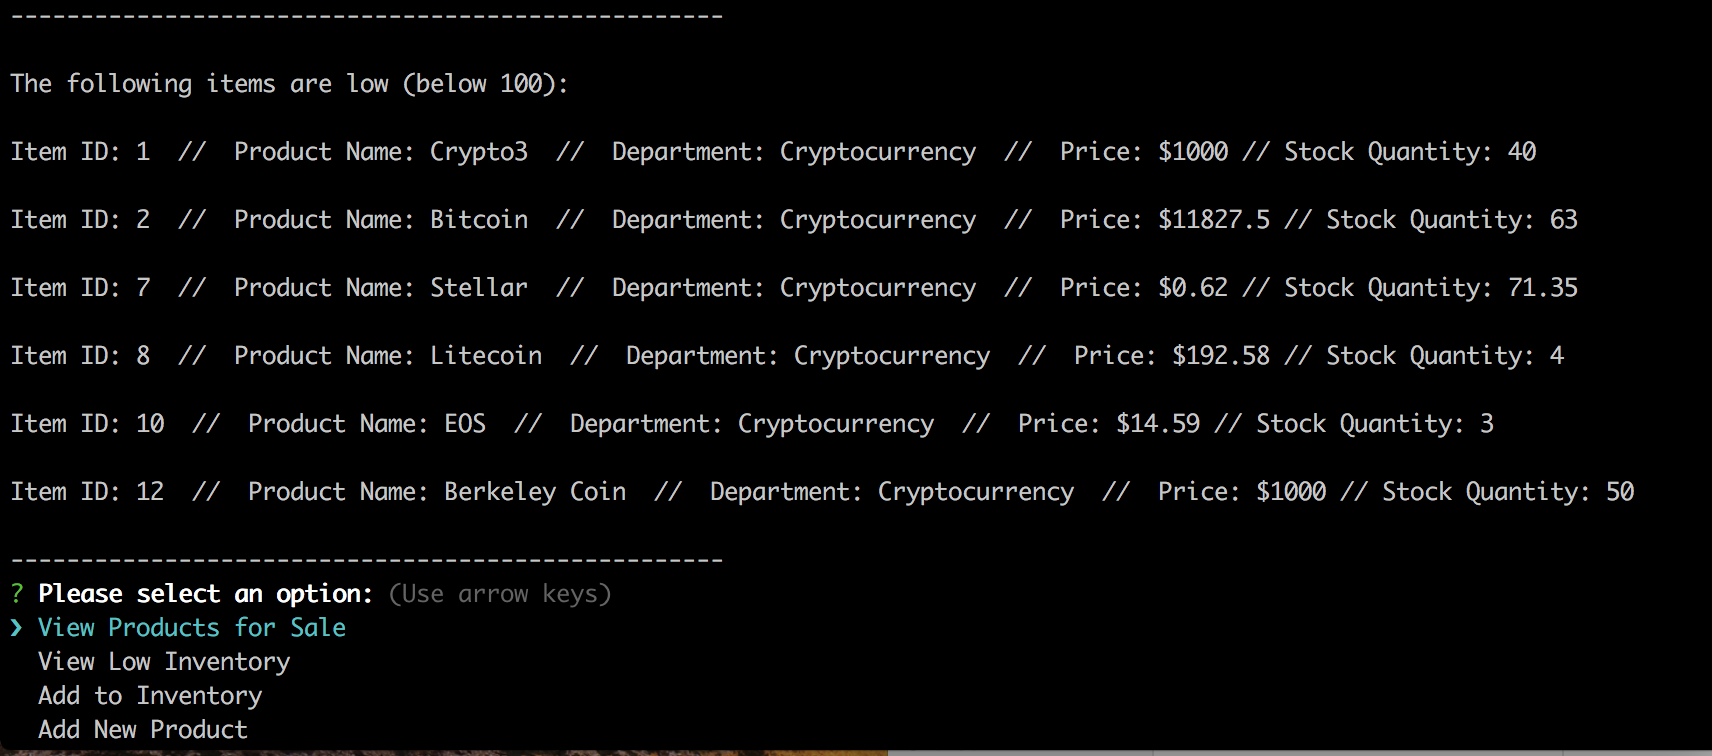 ---------------------------------------------------
The following items are low (below 100):
Item ID: 1  //  Product Name: Crypto3  //  Department: Cryptocurrency  //  Price: $1000 // Stock Quantity: 40
Item ID: 2  //  Product Name: Bitcoin  //  Department: Cryptocurrency  //  Price: $11827.5 // Stock Quantity: 63
Item ID: 7  //  Product Name: Stellar  //  Department: Cryptocurrency  //  Price: $0.62 // Stock Quantity: 71.35
Item ID: 8  //  Product Name: Litecoin  //  Department: Cryptocurrency  //  Price: $192.58 // Stock Quantity: 4
Item ID: 10  //  Product Name: EOS  //  Department: Cryptocurrency  //  Price: $14.59 // Stock Quantity: 3
Item ID: 12  //  Product Name: Berkeley Coin  //  Department: Cryptocurrency  //  Price: $1000 // Stock Quantity: 50
---------------------------------------------------
? Please select an option: (Use arrow keys)
❯ View Products for Sale
  View Low Inventory
  Add to Inventory
  Add New Product